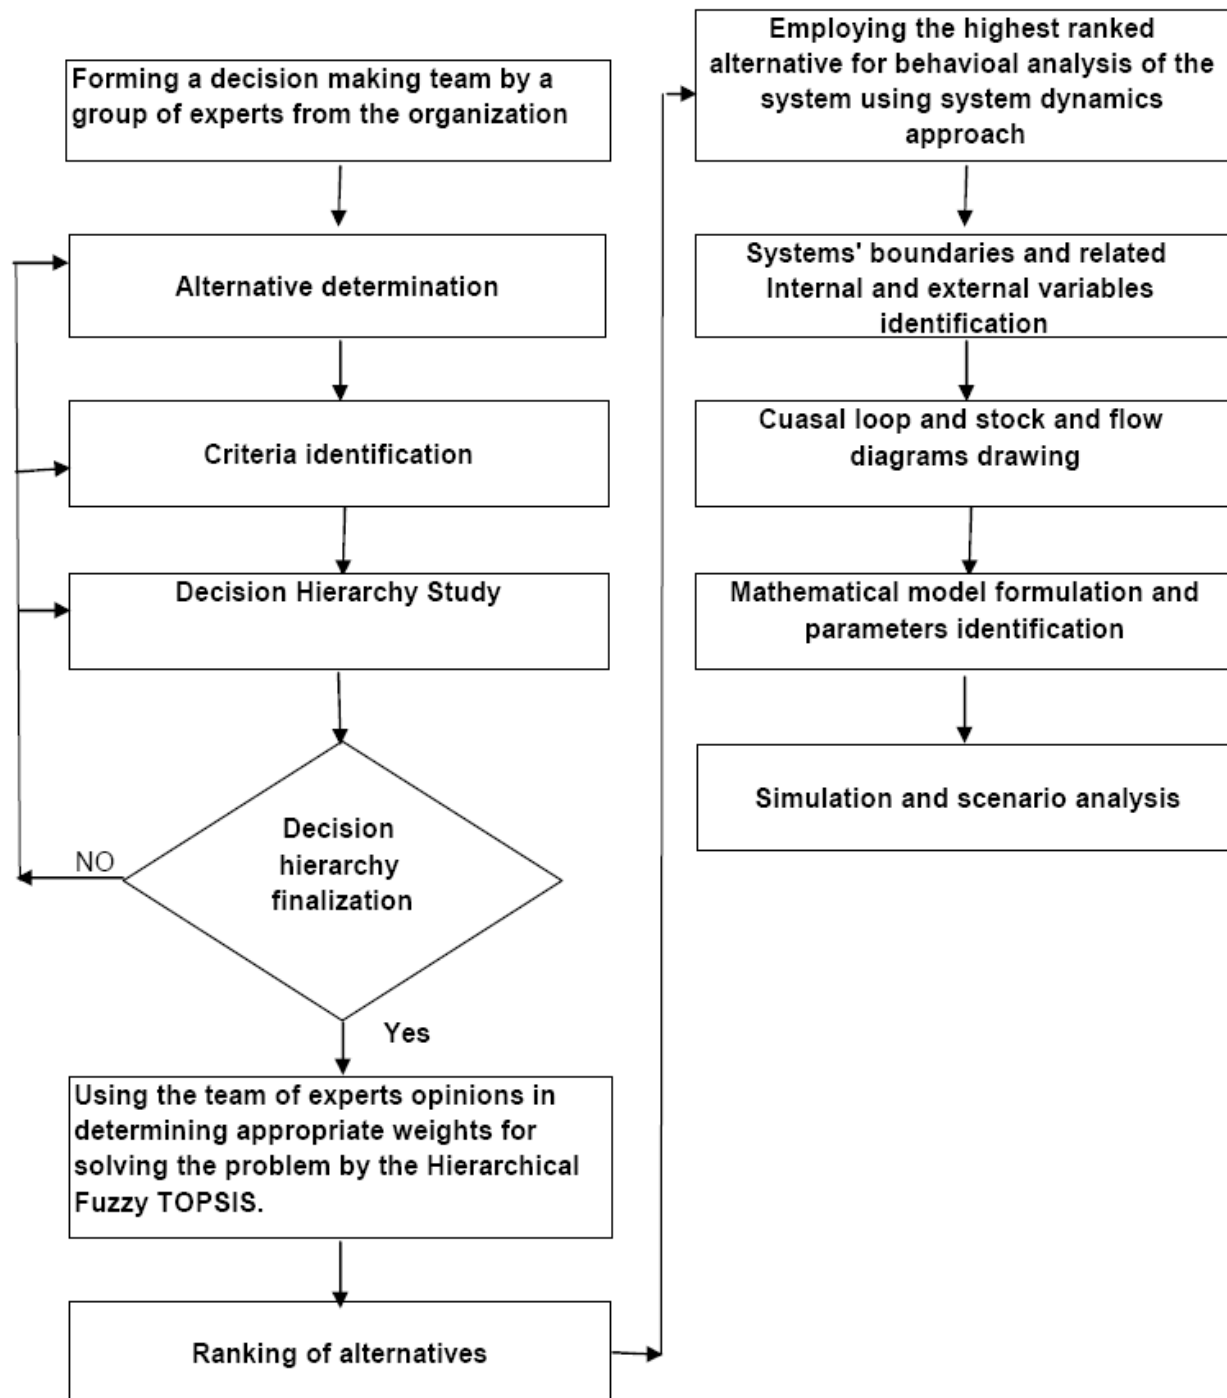 Forming a decision making team by a
group of experts from the organization
Alternative determination
Criteria identification
Decision Hierarchy Study
Decision
hierarchy
finalization
NO
Yes
Using the team of experts opinions in
determining appropriate weights for
solving the problem by the Hierarchical
Fuzzy TOPSIS.
Ranking of alternatives
Employing the highest ranked
alternative for behavioal analysis of the
system using system dynamics
approach
Systems' boundaries and related
Internal and external variables
identification
Cuasal loop and stock and flow
diagrams drawing
Mathematical model formulation and
parameters identification
Simulation and scenario analysis